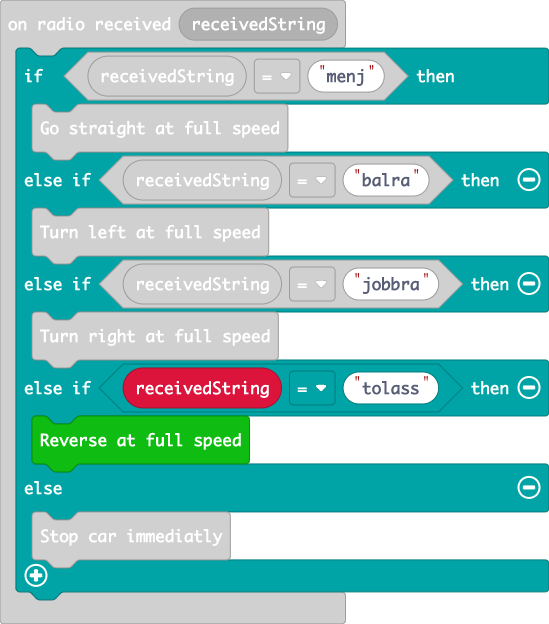 on radio received receivedString
if receivedString = "menj" then
Go straight at full speed
else if receivedString = "balra" then
Turn left at full speed
else if receivedString = "jobbra" then
Turn right at full speed
else if receivedString = "tolass" then
Reverse at full speed
else
Stop car immediatly